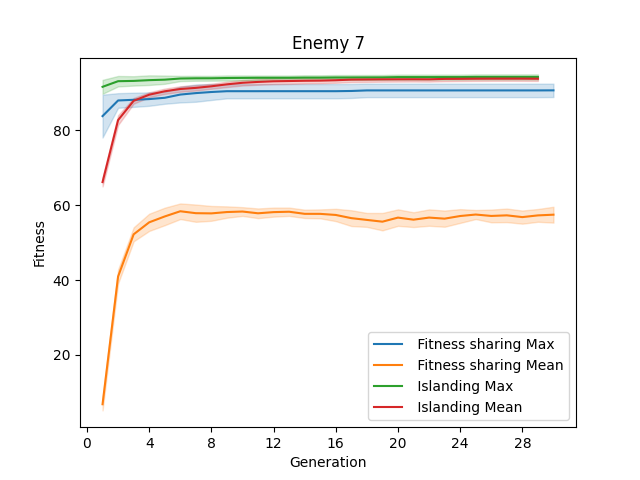 Enemy 7
Fitness
80
60
40
20
0 4 8 12 16 20 24 28
Generation
Fitness sharing Max
Fitness sharing Mean
Islanding Max
Islanding Mean